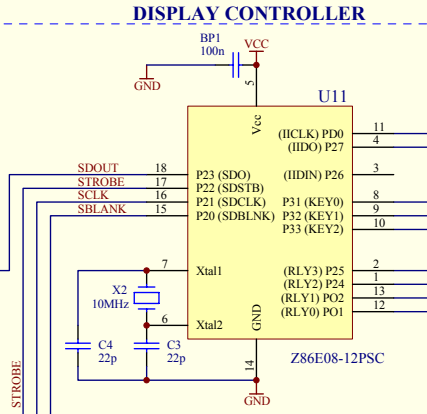 DISPLAY CONTROLLER
BP1
100n
VCC
GND
5
U11
Vcc
(IICLK) PD0 11
(IIDO) P27 4
SDOUT 18 P23 (SDO)
(IIDIN) P26 3
STROBE 17 P22 (SDSTB)
SCLK 16 P21 (SDCLK)
P31 (KEY0) 8
SBLANK 15 P20 (SDBLNK)
P32 (KEY1) 9
P33 (KEY2) 10
7 Xtal1
(RLY3) P25 2
X2
10MHz
(RLY2) P24 1
(RLY1) PO2 13
(RLY0) PO1 12
6 Xtal2
GND
C4
22p
C3
22p
14
Z86E08-12PSC
STROBE
GND